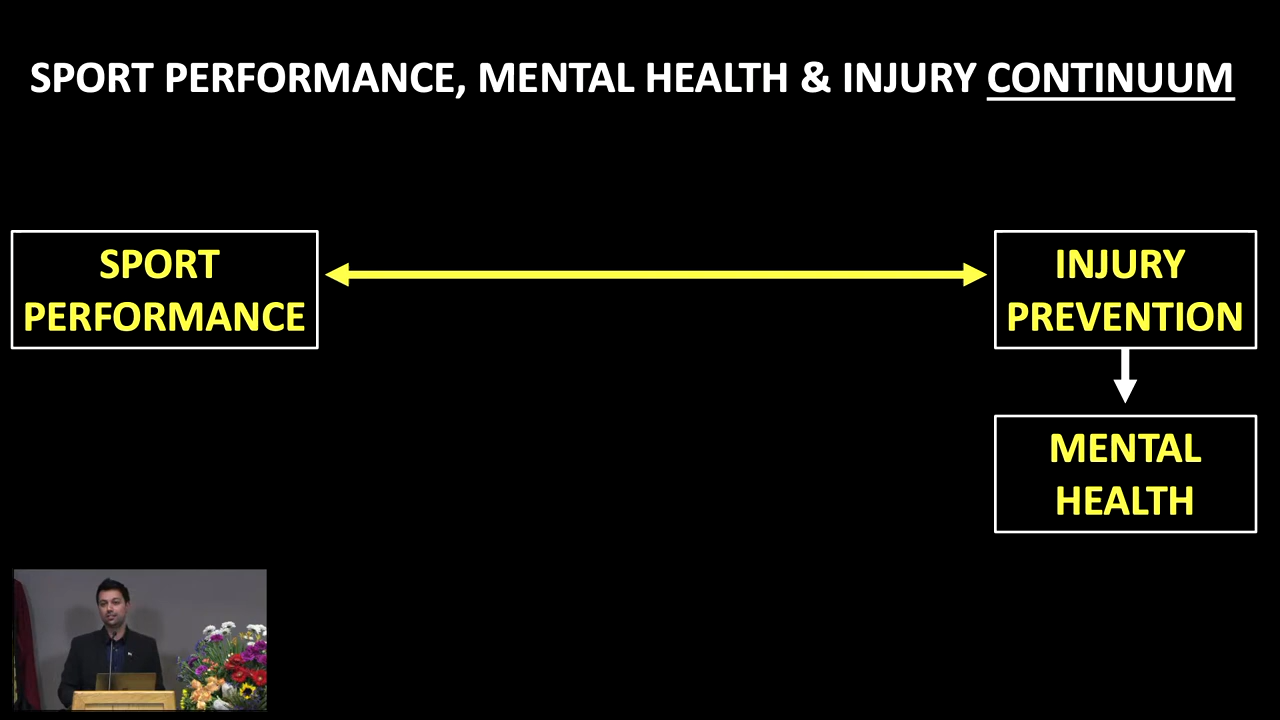 SPORT PERFORMANCE, MENTAL HEALTH & INJURY CONTINUUM
SPORT
PERFORMANCE
INJURY
PREVENTION
MENTAL
HEALTH